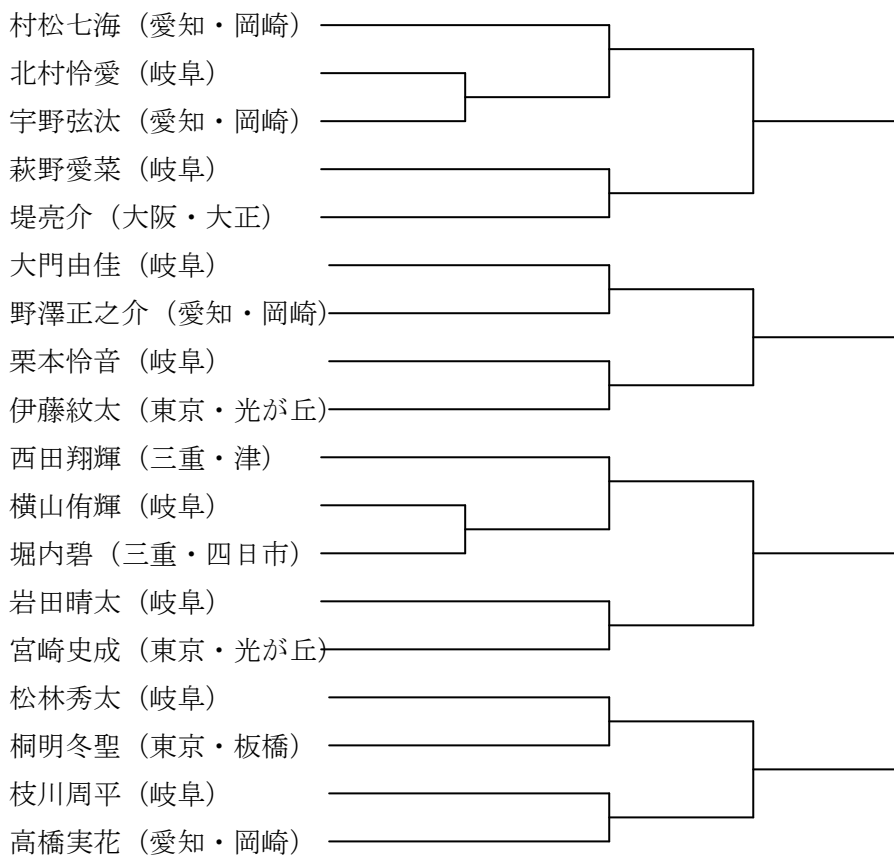 村松七海（愛知・岡崎）
北村怜愛（岐阜）
宇野弦汰（愛知・岡崎）
萩野愛菜（岐阜）
堤亮介（大阪・大正）
大門由佳（岐阜）
野澤正之介（愛知・岡崎）
栗本怜音（岐阜）
伊藤紋太（東京・光が丘）
西田翔輝（三重・津）
横山侑輝（岐阜）
堀内碧（三重・四日市）
岩田晴太（岐阜）
宮崎史成（東京・光が丘）
松林秀太（岐阜）
桐明冬聖（東京・板橋）
枝川周平（岐阜）
高橋実花（愛知・岡崎）